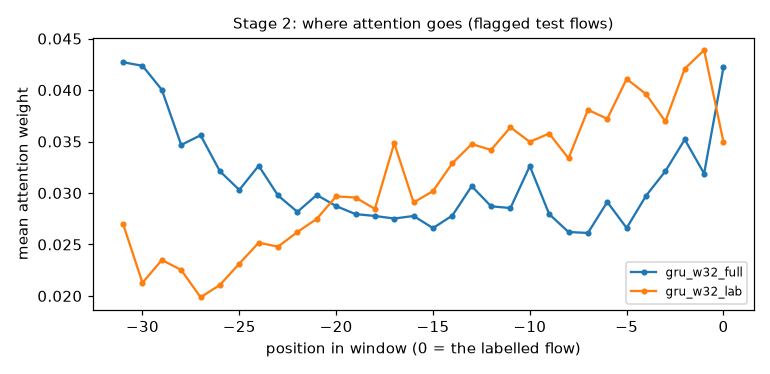 Stage 2: where attention goes (flagged test flows)
mean attention weight
0.045
0.040
0.035
0.030
0.025
0.020
−30
−25
−20
−15
−10
−5
0
position in window (0 = the labelled flow)
gru_w32_full
gru_w32_lab